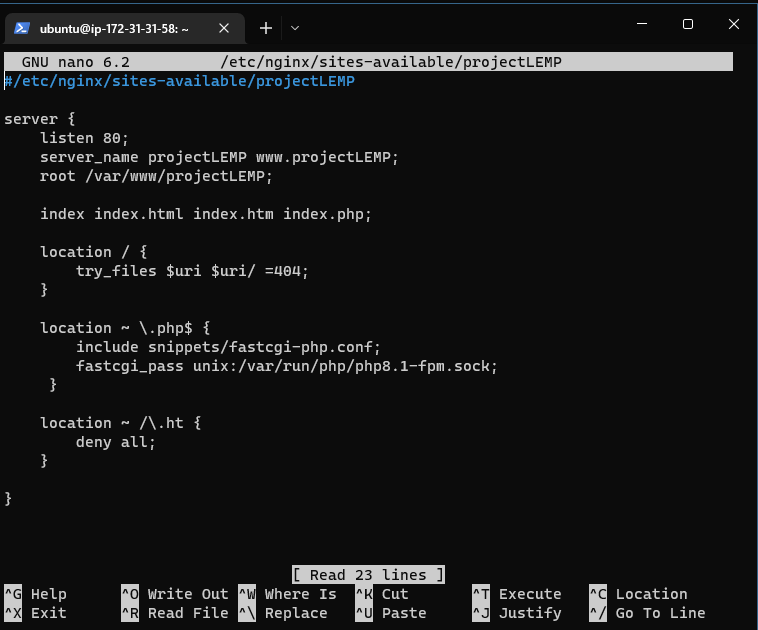 ubuntu@ip-172-31-31-58: ~
GNU nano 6.2 /etc/nginx/sites-available/projectLEMP
#/etc/nginx/sites-available/projectLEMP
server {
    listen 80;
    server_name projectLEMP www.projectLEMP;
    root /var/www/projectLEMP;
    index index.html index.htm index.php;
    location / {
        try_files $uri $uri/ =404;
    }
    location ~ \.php$ {
        include snippets/fastcgi-php.conf;
        fastcgi_pass unix:/var/run/php/php8.1-fpm.sock;
     }
    location ~ /\.ht {
        deny all;
    }
}
[ Read 23 lines ]
^G Help ^O Write Out ^W Where Is ^K Cut ^T Execute ^C Location
^X Exit ^R Read File ^\ Replace ^U Paste ^J Justify ^/ Go To Line